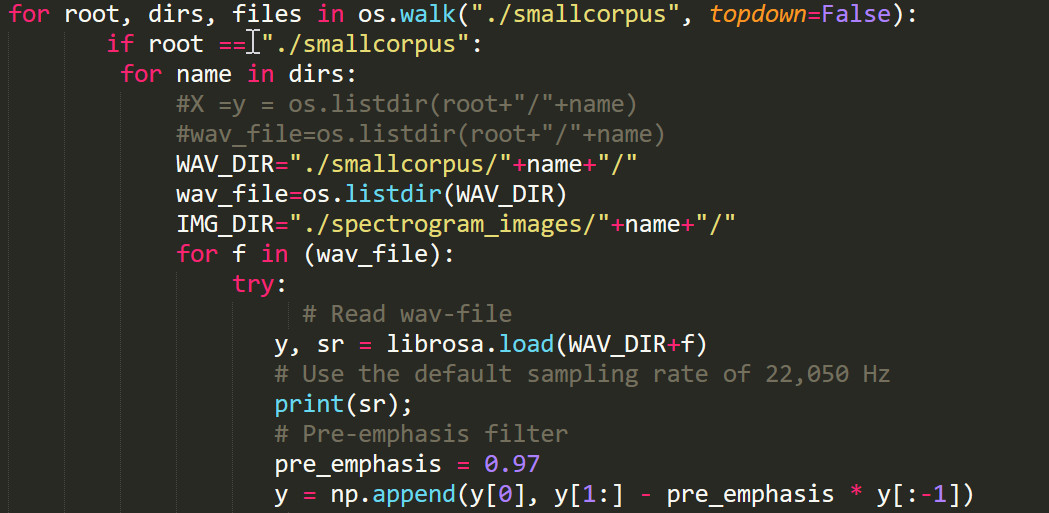 for root, dirs, files in os.walk("./smallcorpus", topdown=False):
if root == "./smallcorpus":
for name in dirs:
#X =y = os.listdir(root+"/"+name)
#wav_file=os.listdir(root+"/"+name)
WAV_DIR="./smallcorpus/"+name+"/"
wav_file=os.listdir(WAV_DIR)
IMG_DIR="./spectrogram_images/"+name+"/"
for f in (wav_file):
try:
# Read wav-file
y, sr = librosa.load(WAV_DIR+f)
# Use the default sampling rate of 22,050 Hz
print(sr);
# Pre-emphasis filter
pre_emphasis = 0.97
y = np.append(y[0], y[1:] - pre_emphasis * y[:-1])